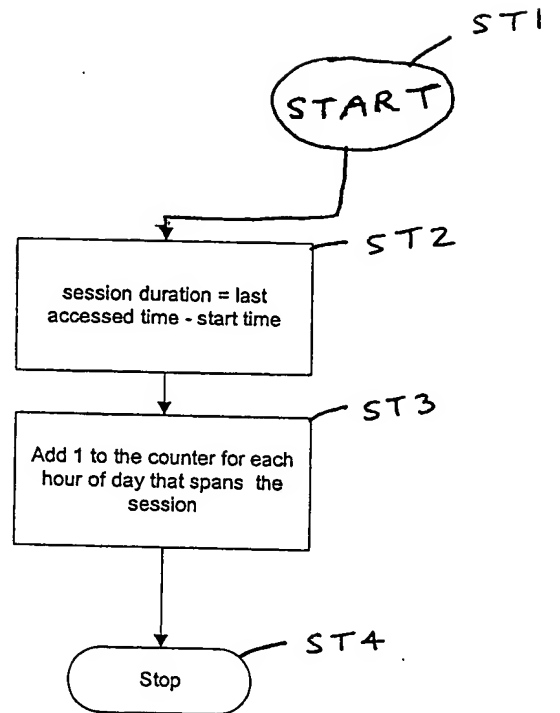 ST1
START
ST2
session duration = last
accessed time - start time
ST3
Add 1 to the counter for each
hour of day that spans the
session
ST4
Stop